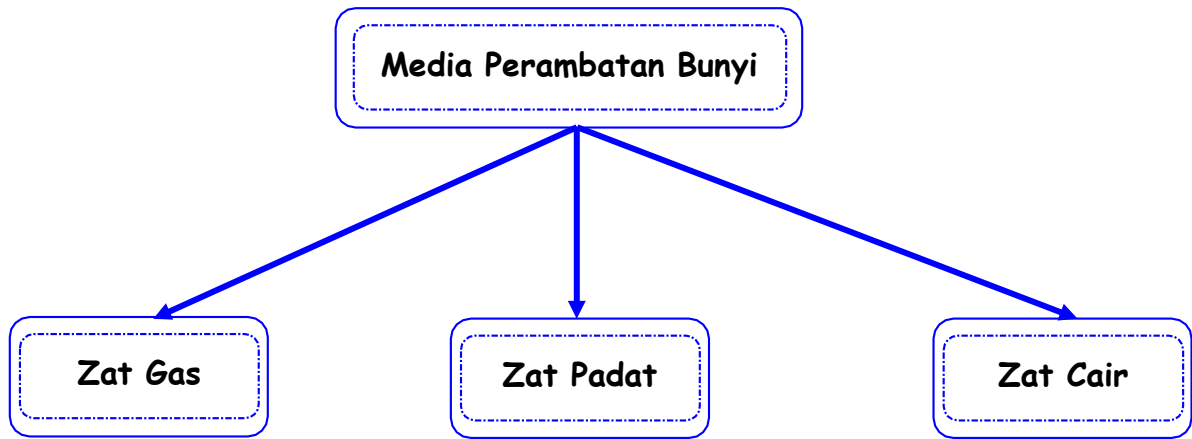 Media Perambatan Bunyi
Zat Gas
Zat Padat
Zat Cair